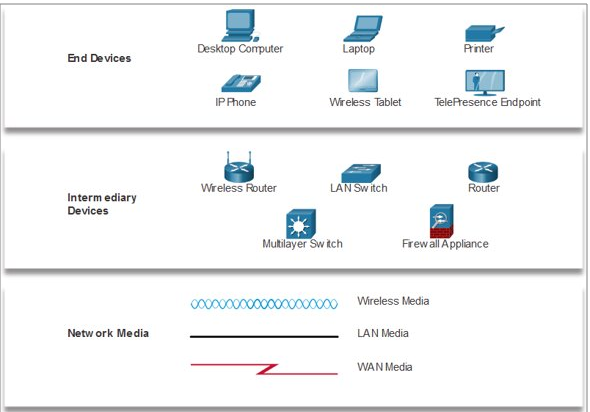 End Devices
Desktop Computer
Laptop
Printer
IP Phone
Wireless Tablet
TelePresence Endpoint
Intermediary
Devices
Wireless Router
LAN Switch
Router
Multilayer Switch
Firewall Appliance
Network Media
Wireless Media
LAN Media
WAN Media